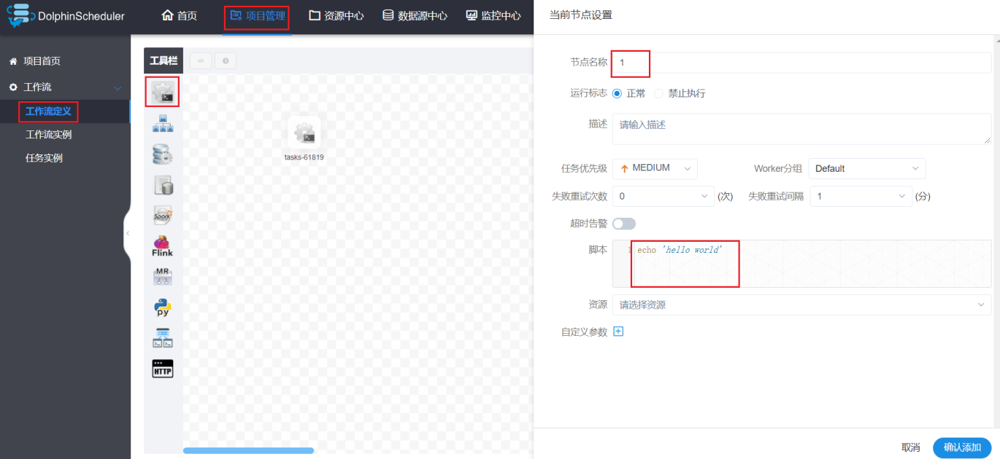 DolphinScheduler
首页
项目管理
资源中心
数据源中心
监控中心
项目首页
工作流
工作流定义
工作流实例
任务实例
工具栏
Spark
Flink
MR
py
HTTP
tasks-61819
当前节点设置
节点名称 1
运行标志 正常 禁止执行
描述 请输入描述
任务优先级 MEDIUM Worker分组 Default
失败重试次数 0 (次) 失败重试间隔 1 (分)
超时告警
脚本 1 echo 'hello world'
资源 请选择资源
自定义参数
取消 确认添加